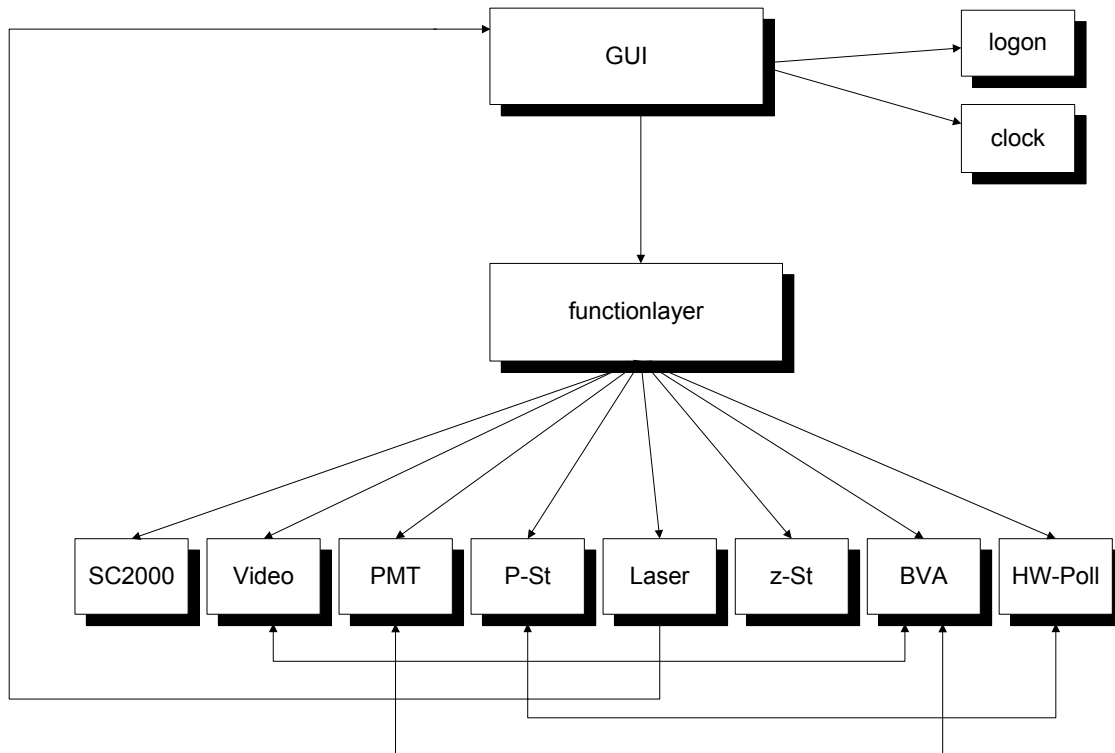 GUI
logon
clock
functionlayer
SC2000
Video
PMT
P-St
Laser
z-St
BVA
HW-Poll